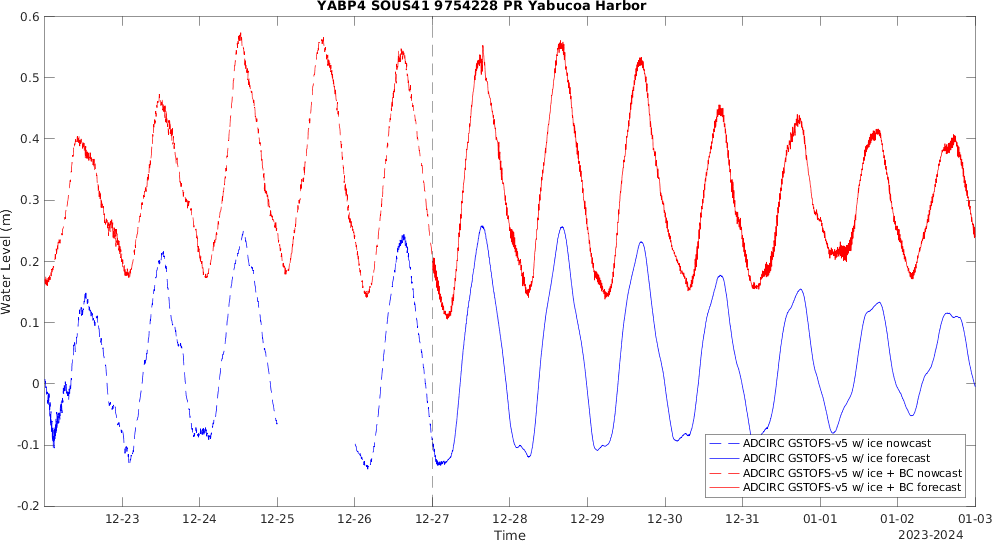 YABP4 SOUS41 9754228 PR Yabucoa Harbor
0.6
0.5
0.4
0.3
0.2
0.1
0
-0.1
-0.2
Water Level (m)
12-23 12-24 12-25 12-26 12-27 12-28 12-29 12-30 12-31 01-01 01-02 01-03
Time
2023-2024
ADCIRC GSTOFS-v5 w/ ice nowcast
ADCIRC GSTOFS-v5 w/ ice forecast
ADCIRC GSTOFS-v5 w/ ice + BC nowcast
ADCIRC GSTOFS-v5 w/ ice + BC forecast